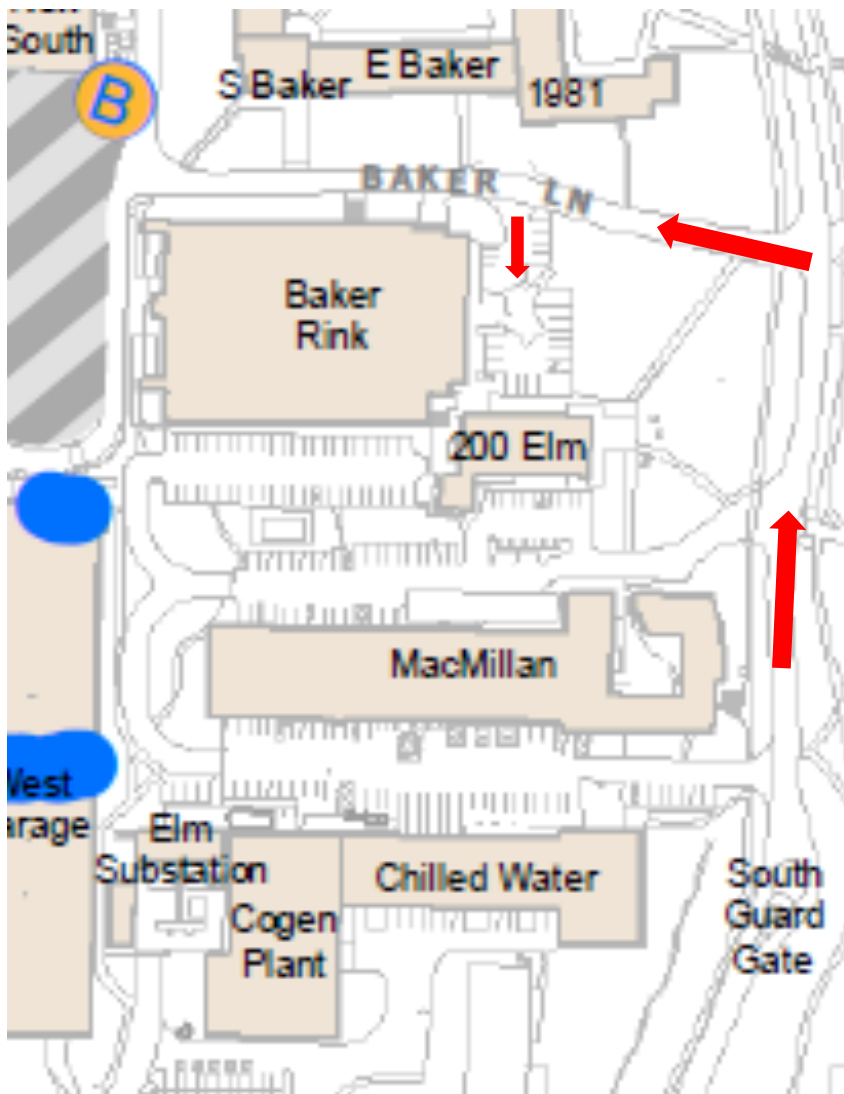 South
B
S Baker
E Baker
1981
BAKER LN
Baker
Rink
200 Elm
MacMillan
West
arage
Elm
Substation
Cogen
Plant
Chilled Water
South
Guard
Gate